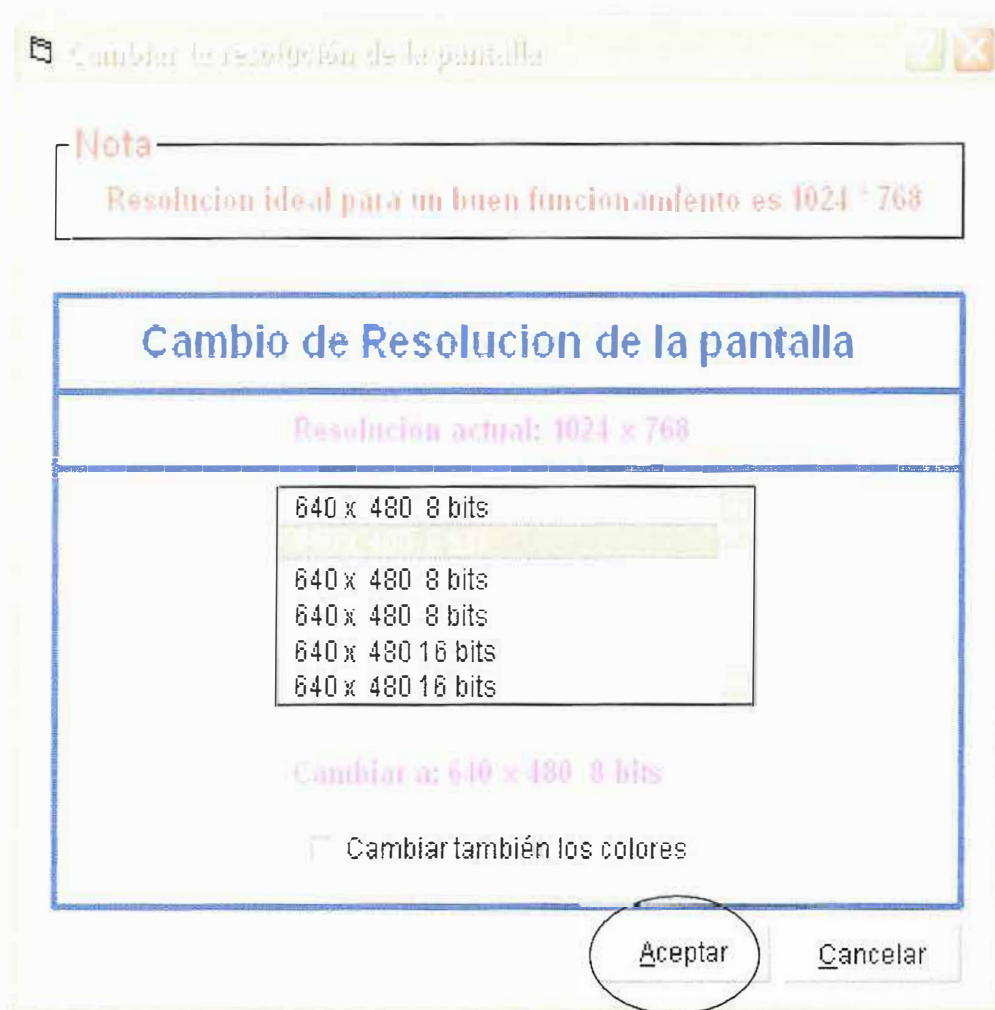 Cambiar la resolución de la pantalla
Nota
Resolucion ideal para un buen funcionamiento es 1024 * 768
Cambio de Resolucion de la pantalla
Resolución actual: 1024 x 768
640 x 480 8 bits
640 x 480 8 bits
640 x 480 8 bits
640 x 480 16 bits
640 x 480 16 bits
Cambiar a: 640 x 480 8 bits
Cambiar también los colores
Aceptar
Cancelar